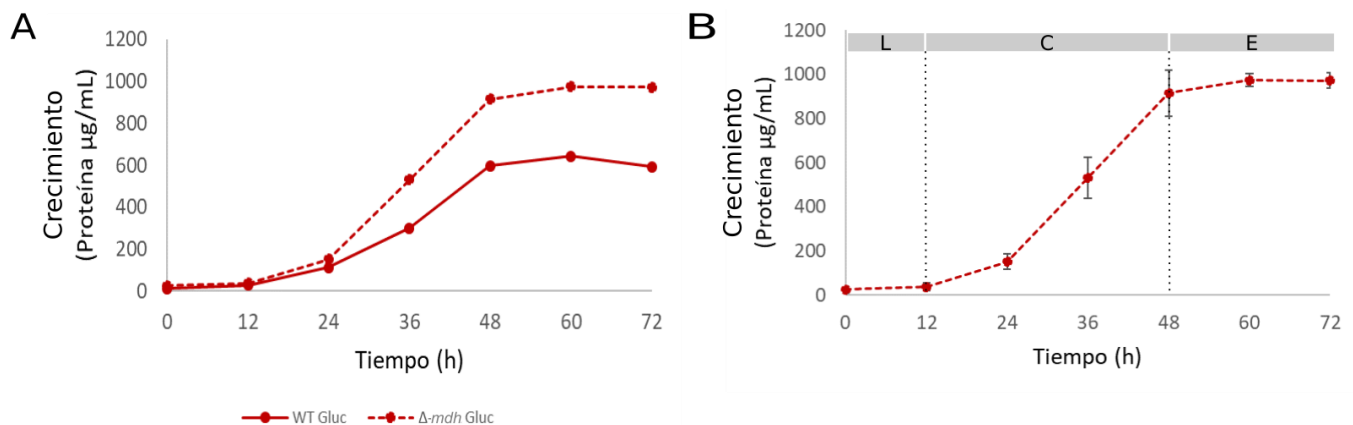 A
1200
1000
800
600
400
200
0
Crecimiento
(Proteína µg/mL)
0 12 24 36 48 60 72
Tiempo (h)
WT Gluc Δ-mdh Gluc
B
L C E
1200
1000
800
600
400
200
0
Crecimiento
(Proteína µg/mL)
0 12 24 36 48 60 72
Tiempo (h)